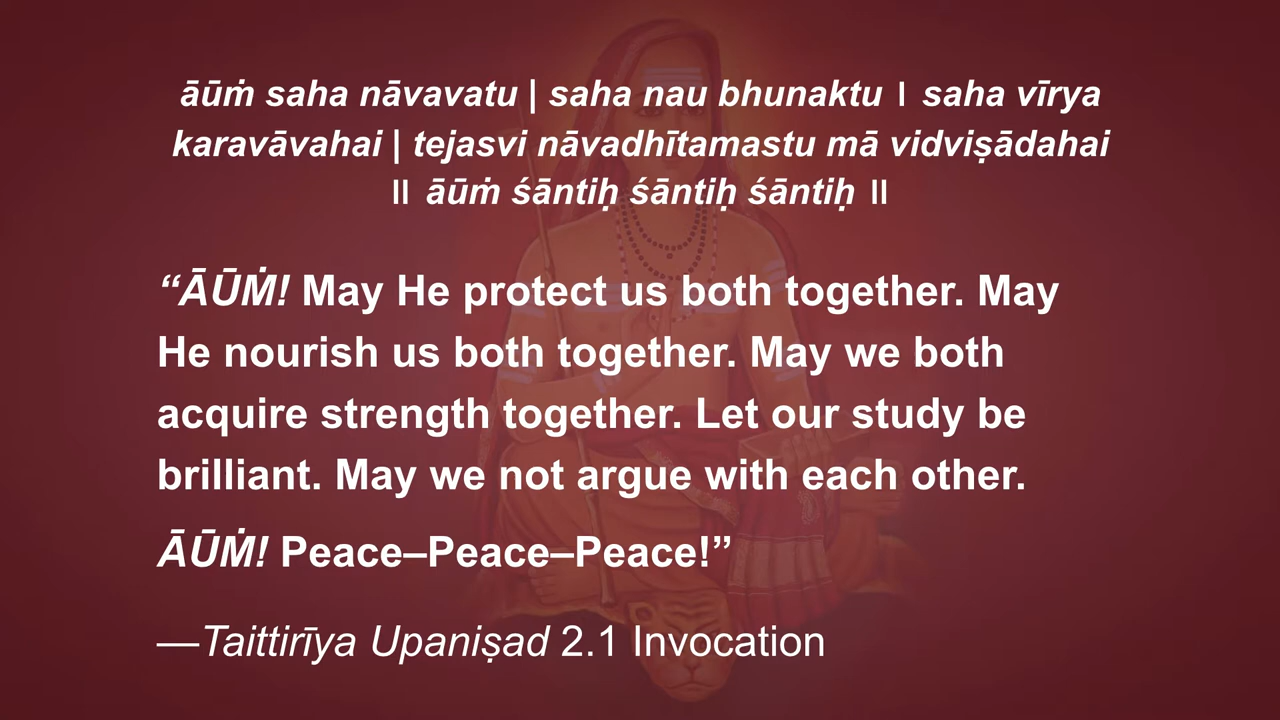 āūṁ saha nāvavatu | saha nau bhunaktu । saha vīrya
karavāvahai | tejasvi nāvadhītamastu mā vidviṣādahai
॥ āūṁ śāntiḥ śāntiḥ śāntiḥ ॥
“ĀŪṀ! May He protect us both together. May
He nourish us both together. May we both
acquire strength together. Let our study be
brilliant. May we not argue with each other.
ĀŪṀ! Peace–Peace–Peace!”
—Taittirīya Upaniṣad 2.1 Invocation